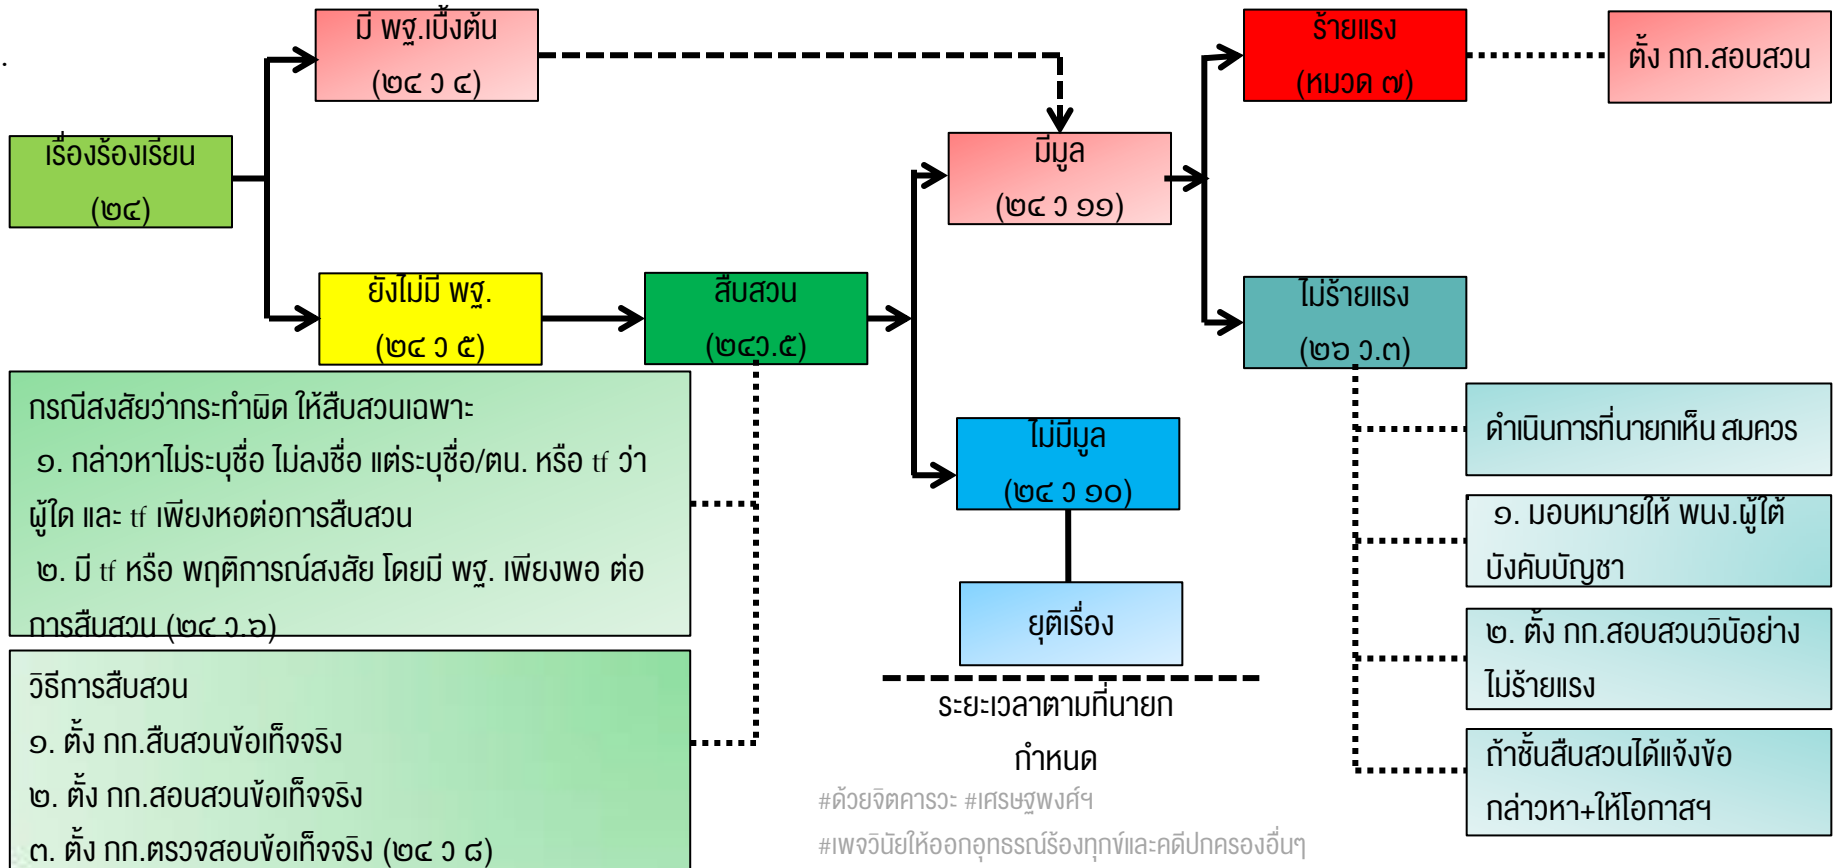 มี พฐ.เบื้องต้น
(๒๔ ว ๔)
ร้ายแรง
(หมวด ๗)
ตั้ง กก.สอบสวน
.
เรื่องร้องเรียน
(๒๔)
มีมูล
(๒๔ ว ๑๑)
ยังไม่มี พฐ.
(๒๔ ว ๕)
สืบสวน
(๒๔ว.๕)
ไม่ร้ายแรง
(๒๖ ว.๓)
กรณีสงสัยว่ากระทำผิด ให้สืบสวนเฉพาะ
๑. กล่าวหาไม่ระบุชื่อ ไม่ลงชื่อ แต่ระบุชื่อ/ตน. หรือ tf ว่า
ผู้ใด และ tf เพียงหอต่อการสืบสวน
๒. มี tf หรือ พฤติการณ์สงสัย โดยมี พฐ. เพียงพอ ต่อ
การสืบสวน (๒๔ ว.๖)
ไม่มีมูล
(๒๔ ว ๑๐)
ยุติเรื่อง
ระยะเวลาตามที่นายก
กำหนด
วิธีการสืบสวน
๑. ตั้ง กก.สืบสวนข้อเท็จจริง
๒. ตั้ง กก.สอบสวนข้อเท็จจริง
๓. ตั้ง กก.ตรวจสอบข้อเท็จจริง (๒๔ ว ๘)
ดำเนินการที่นายกเห็น สมควร
๑. มอบหมายให้ พนง.ผู้ใต้
บังคับบัญชา
๒. ตั้ง กก.สอบสวนวินัอย่าง
ไม่ร้ายแรง
ถ้าชั้นสืบสวนได้แจ้งข้อ
กล่าวหา+ให้โอกาสฯ
#ด้วยจิตคารวะ #เศรษฐพงศ์ฯ
#เพจวินัยให้ออกอุทธรณ์ร้องทุกข์และคดีปกครองอื่นๆ